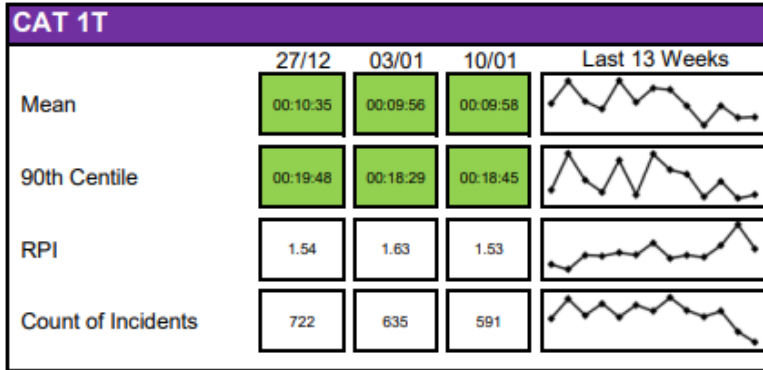 CAT 1T
27/12 03/01 10/01 Last 13 Weeks
Mean 00:10:35 00:09:56 00:09:58
90th Centile 00:19:48 00:18:29 00:18:45
RPI 1.54 1.63 1.53
Count of Incidents 722 635 591